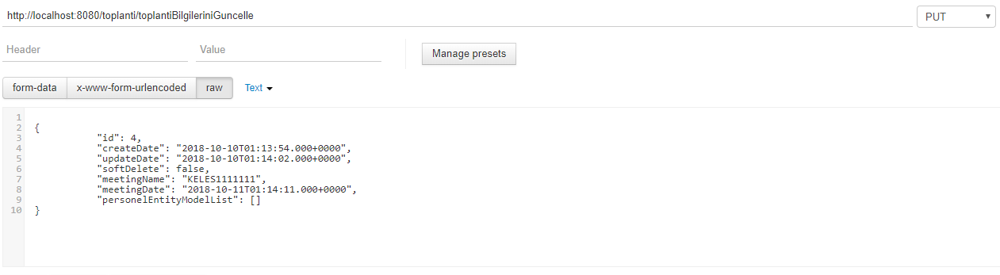 http://localhost:8080/toplanti/toplantiBilgileriniGuncelle PUT
Header Value Manage presets
form-data x-www-form-urlencoded raw Text
1
2 {
3 "id": 4,
4 "createDate": "2018-10-10T01:13:54.000+0000",
5 "updateDate": "2018-10-10T01:14:02.000+0000",
6 "softDelete": false,
7 "meetingName": "KELES1111111",
8 "meetingDate": "2018-10-11T01:14:11.000+0000",
9 "personelEntityModelList": []
10 }